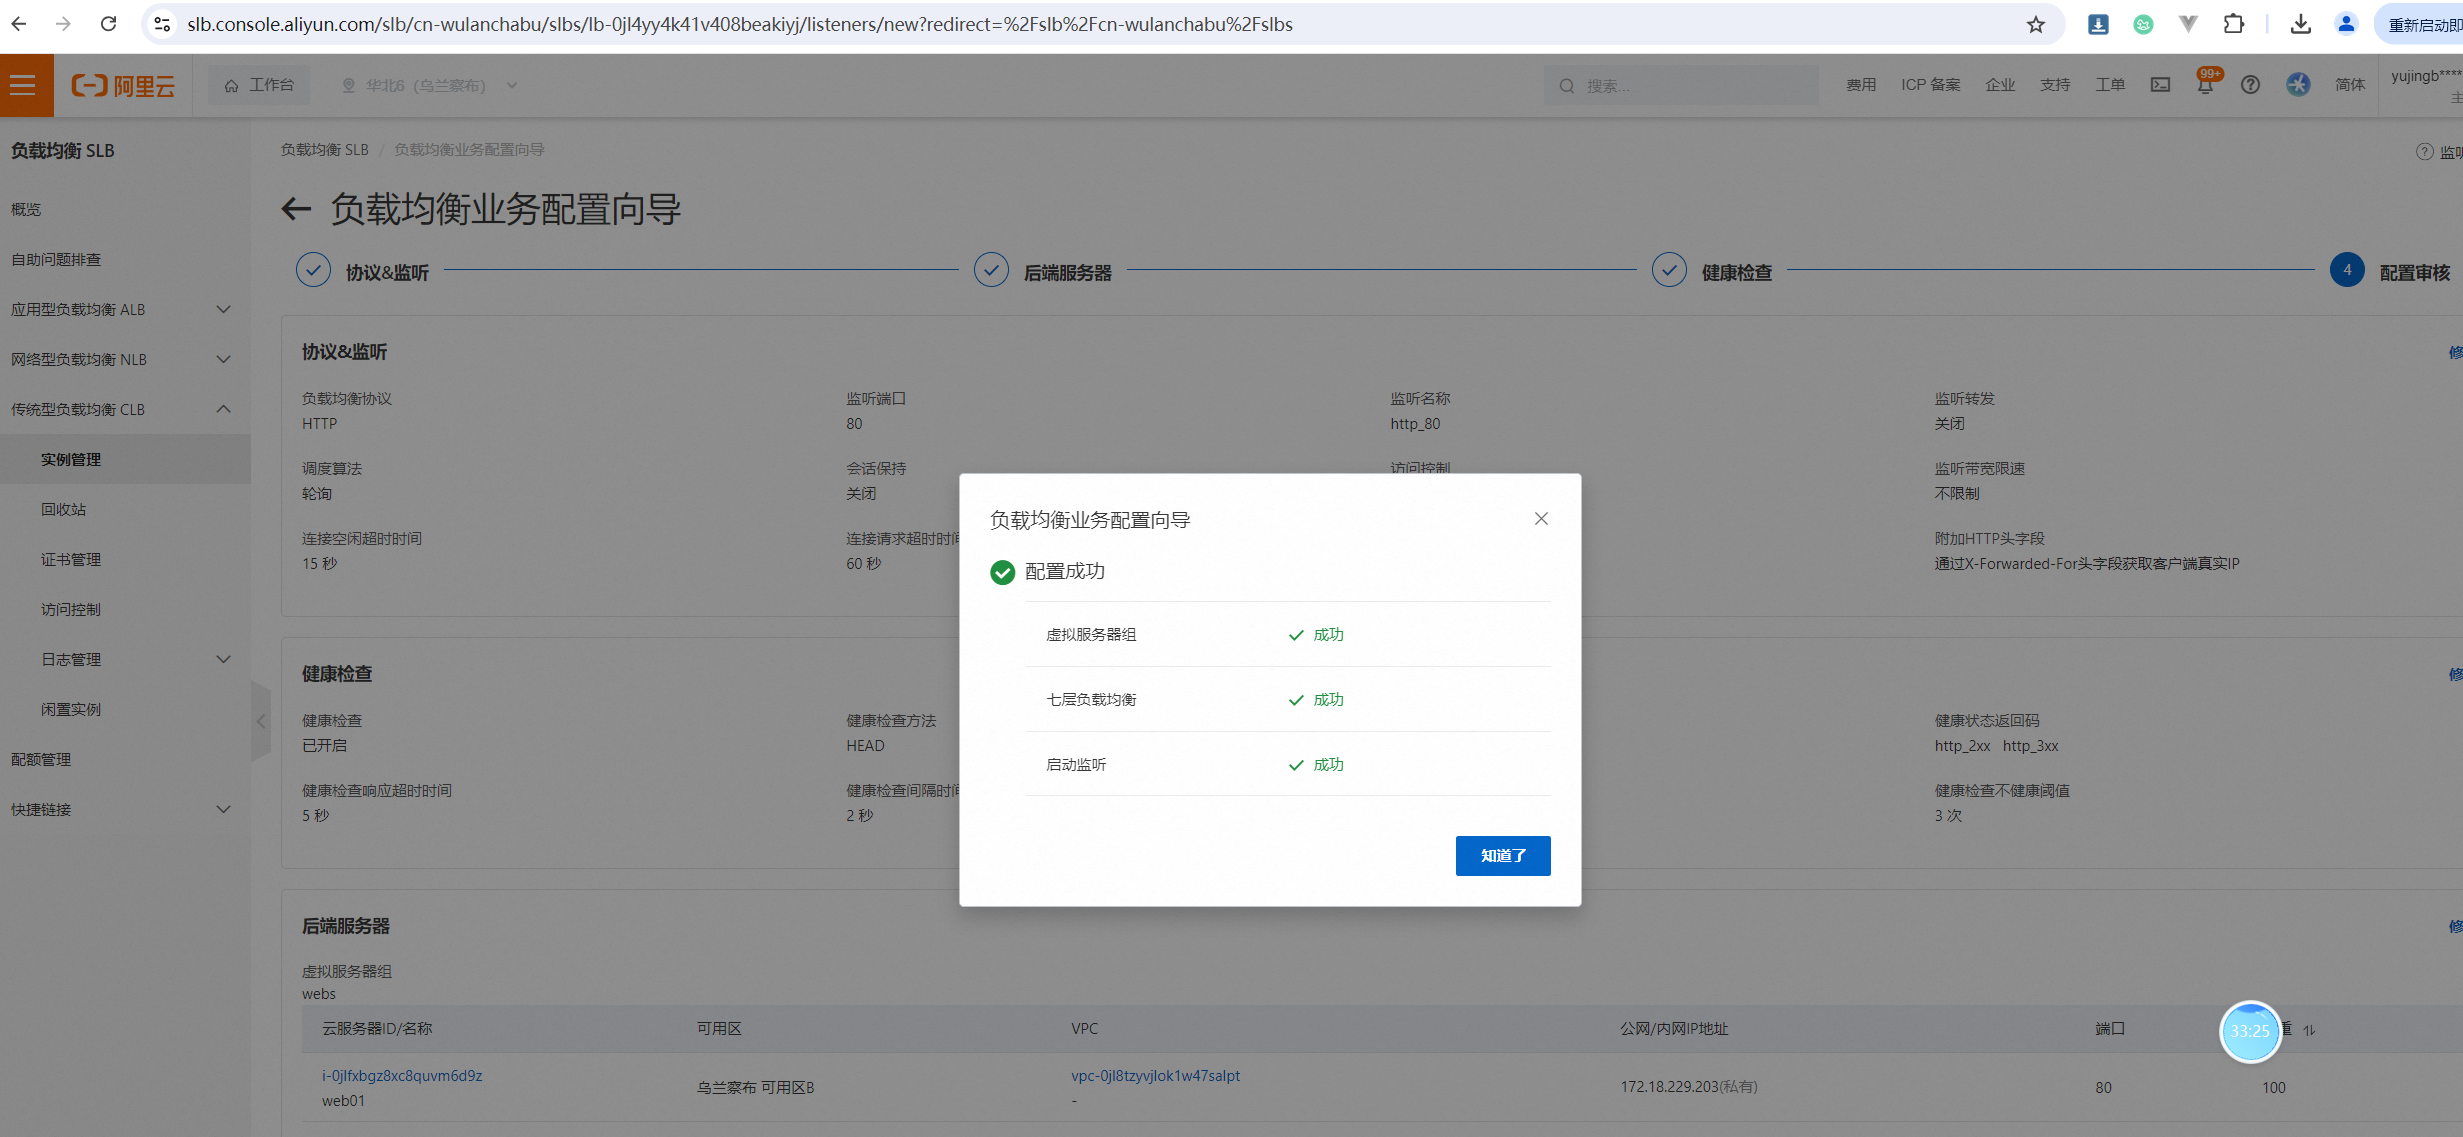 slb.console.aliyun.com/slb/cn-wulanchabu/slbs/lb-0jl4yy4k41v408beakiyj/listeners/new?redirect=%2Fslb%2Fcn-wulanchabu%2Fslbs
重新启动即
阿里云
工作台
华北6（乌兰察布）
搜索...
费用
ICP 备案
企业
支持
工单
99+
简体
yujingb****
主
负载均衡 SLB
概览
自助问题排查
应用型负载均衡 ALB
网络型负载均衡 NLB
传统型负载均衡 CLB
实例管理
回收站
证书管理
访问控制
日志管理
闲置实例
配额管理
快捷链接
负载均衡 SLB / 负载均衡业务配置向导
监听
负载均衡业务配置向导
协议&监听
后端服务器
健康检查
4 配置审核
协议&监听
修
负载均衡协议
HTTP
监听端口
80
监听名称
http_80
监听转发
关闭
调度算法
轮询
会话保持
关闭
访问控制
监听带宽限速
不限制
连接空闲超时时间
15 秒
连接请求超时时间
60 秒
附加HTTP头字段
通过X-Forwarded-For头字段获取客户端真实IP
健康检查
修
健康检查
已开启
健康检查方法
HEAD
健康状态返回码
http_2xx http_3xx
健康检查响应超时时间
5 秒
健康检查间隔时间
2 秒
健康检查不健康阈值
3 次
后端服务器
修
虚拟服务器组
webs
云服务器ID/名称 可用区 VPC 公网/内网IP地址 端口 重
i-0jlfxbgz8xc8quvm6d9z
web01
乌兰察布 可用区B
vpc-0jl8tzyvjlok1w47salpt
-
172.18.229.203(私有)
80
100
33:25
负载均衡业务配置向导
配置成功
虚拟服务器组 成功
七层负载均衡 成功
启动监听 成功
知道了